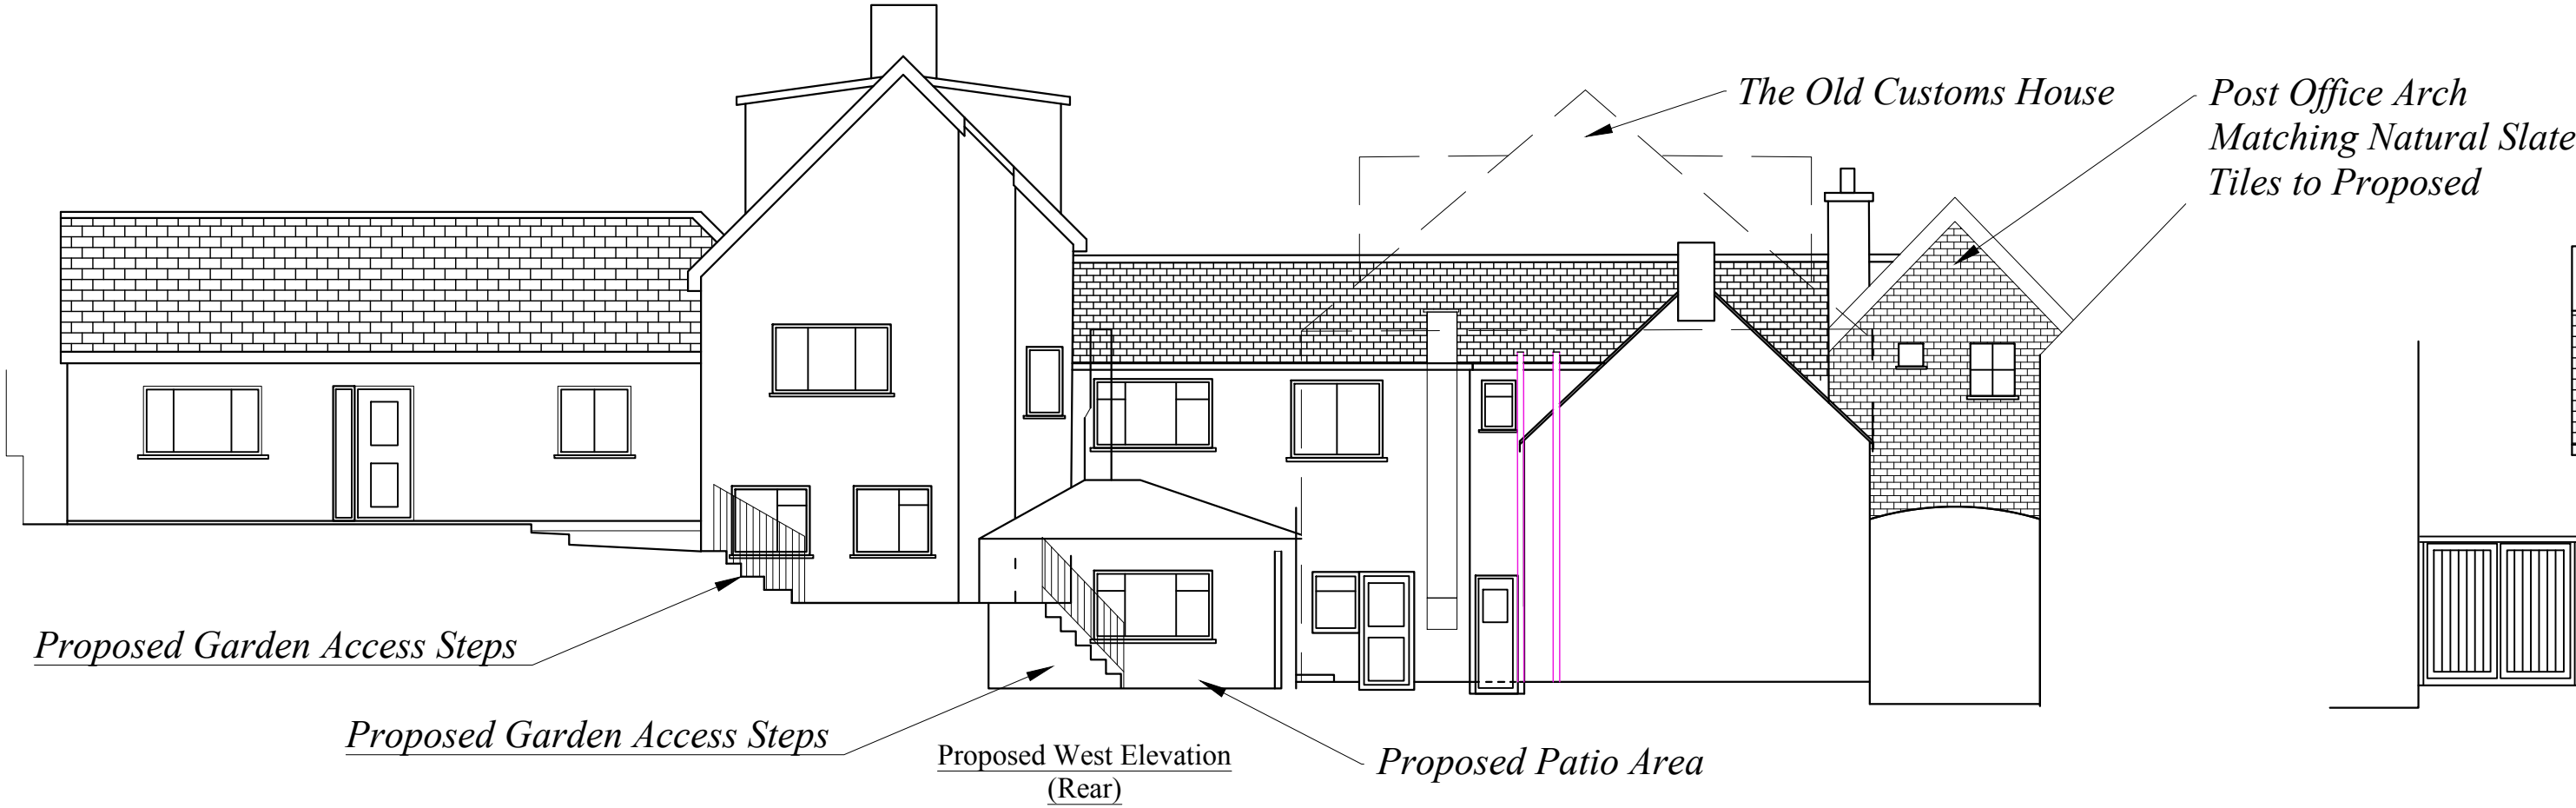 The Old Customs House
Post Office Arch
Matching Natural Slate
Tiles to Proposed
Proposed Garden Access Steps
Proposed Garden Access Steps
Proposed West Elevation
(Rear)
Proposed Patio Area